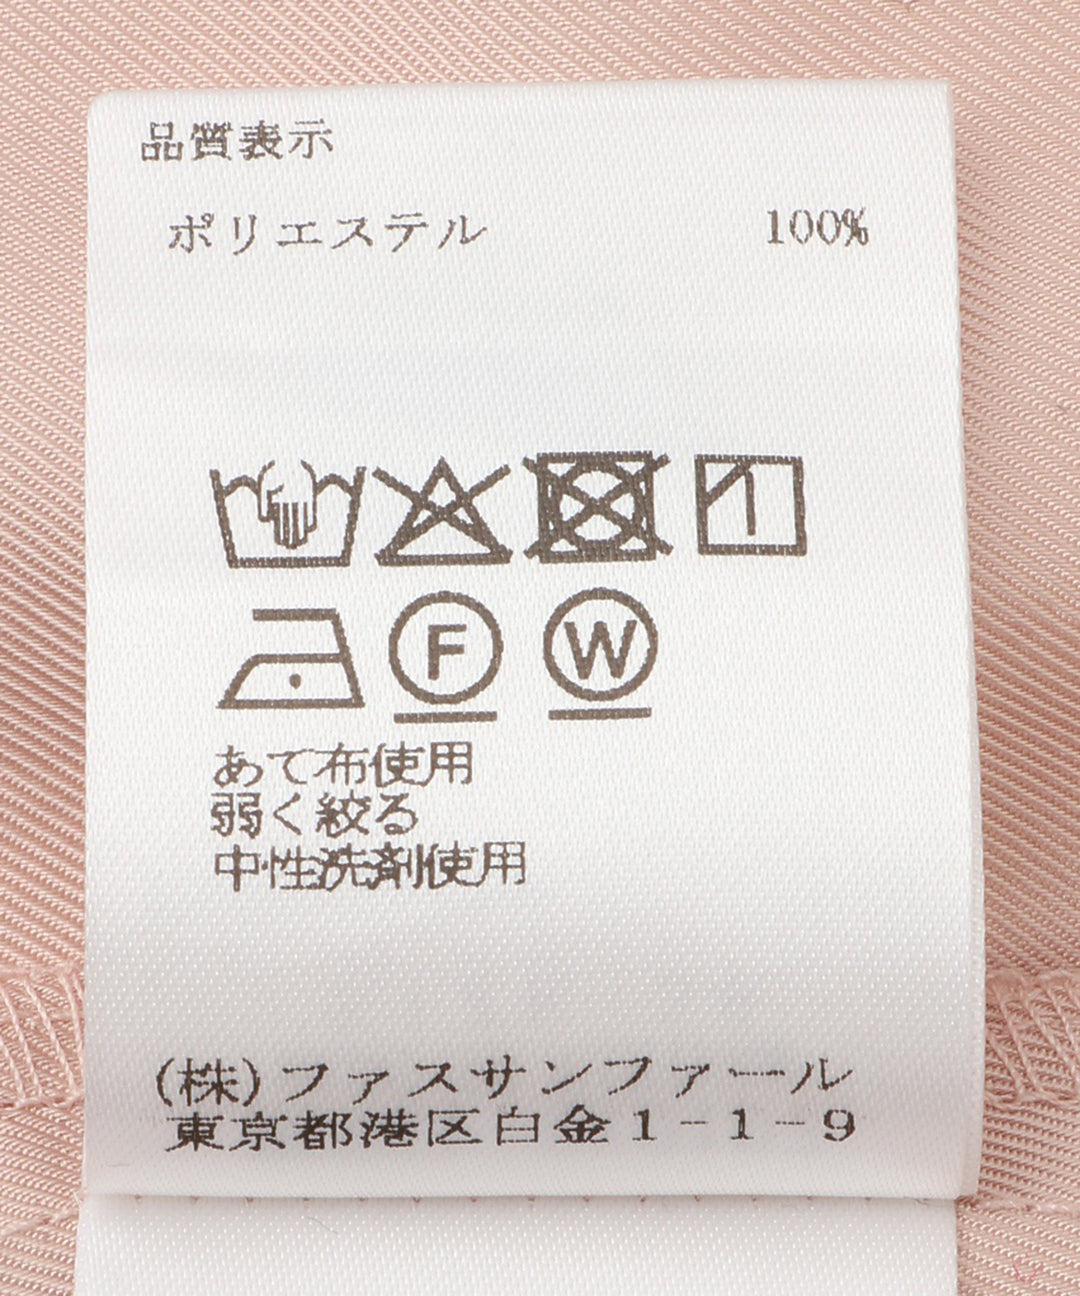 品質表示
ポリエステル 100%
F W
あて布使用
弱く絞る
中性洗剤使用
(株)ファスサンファール
東京都港区白金1-1-9